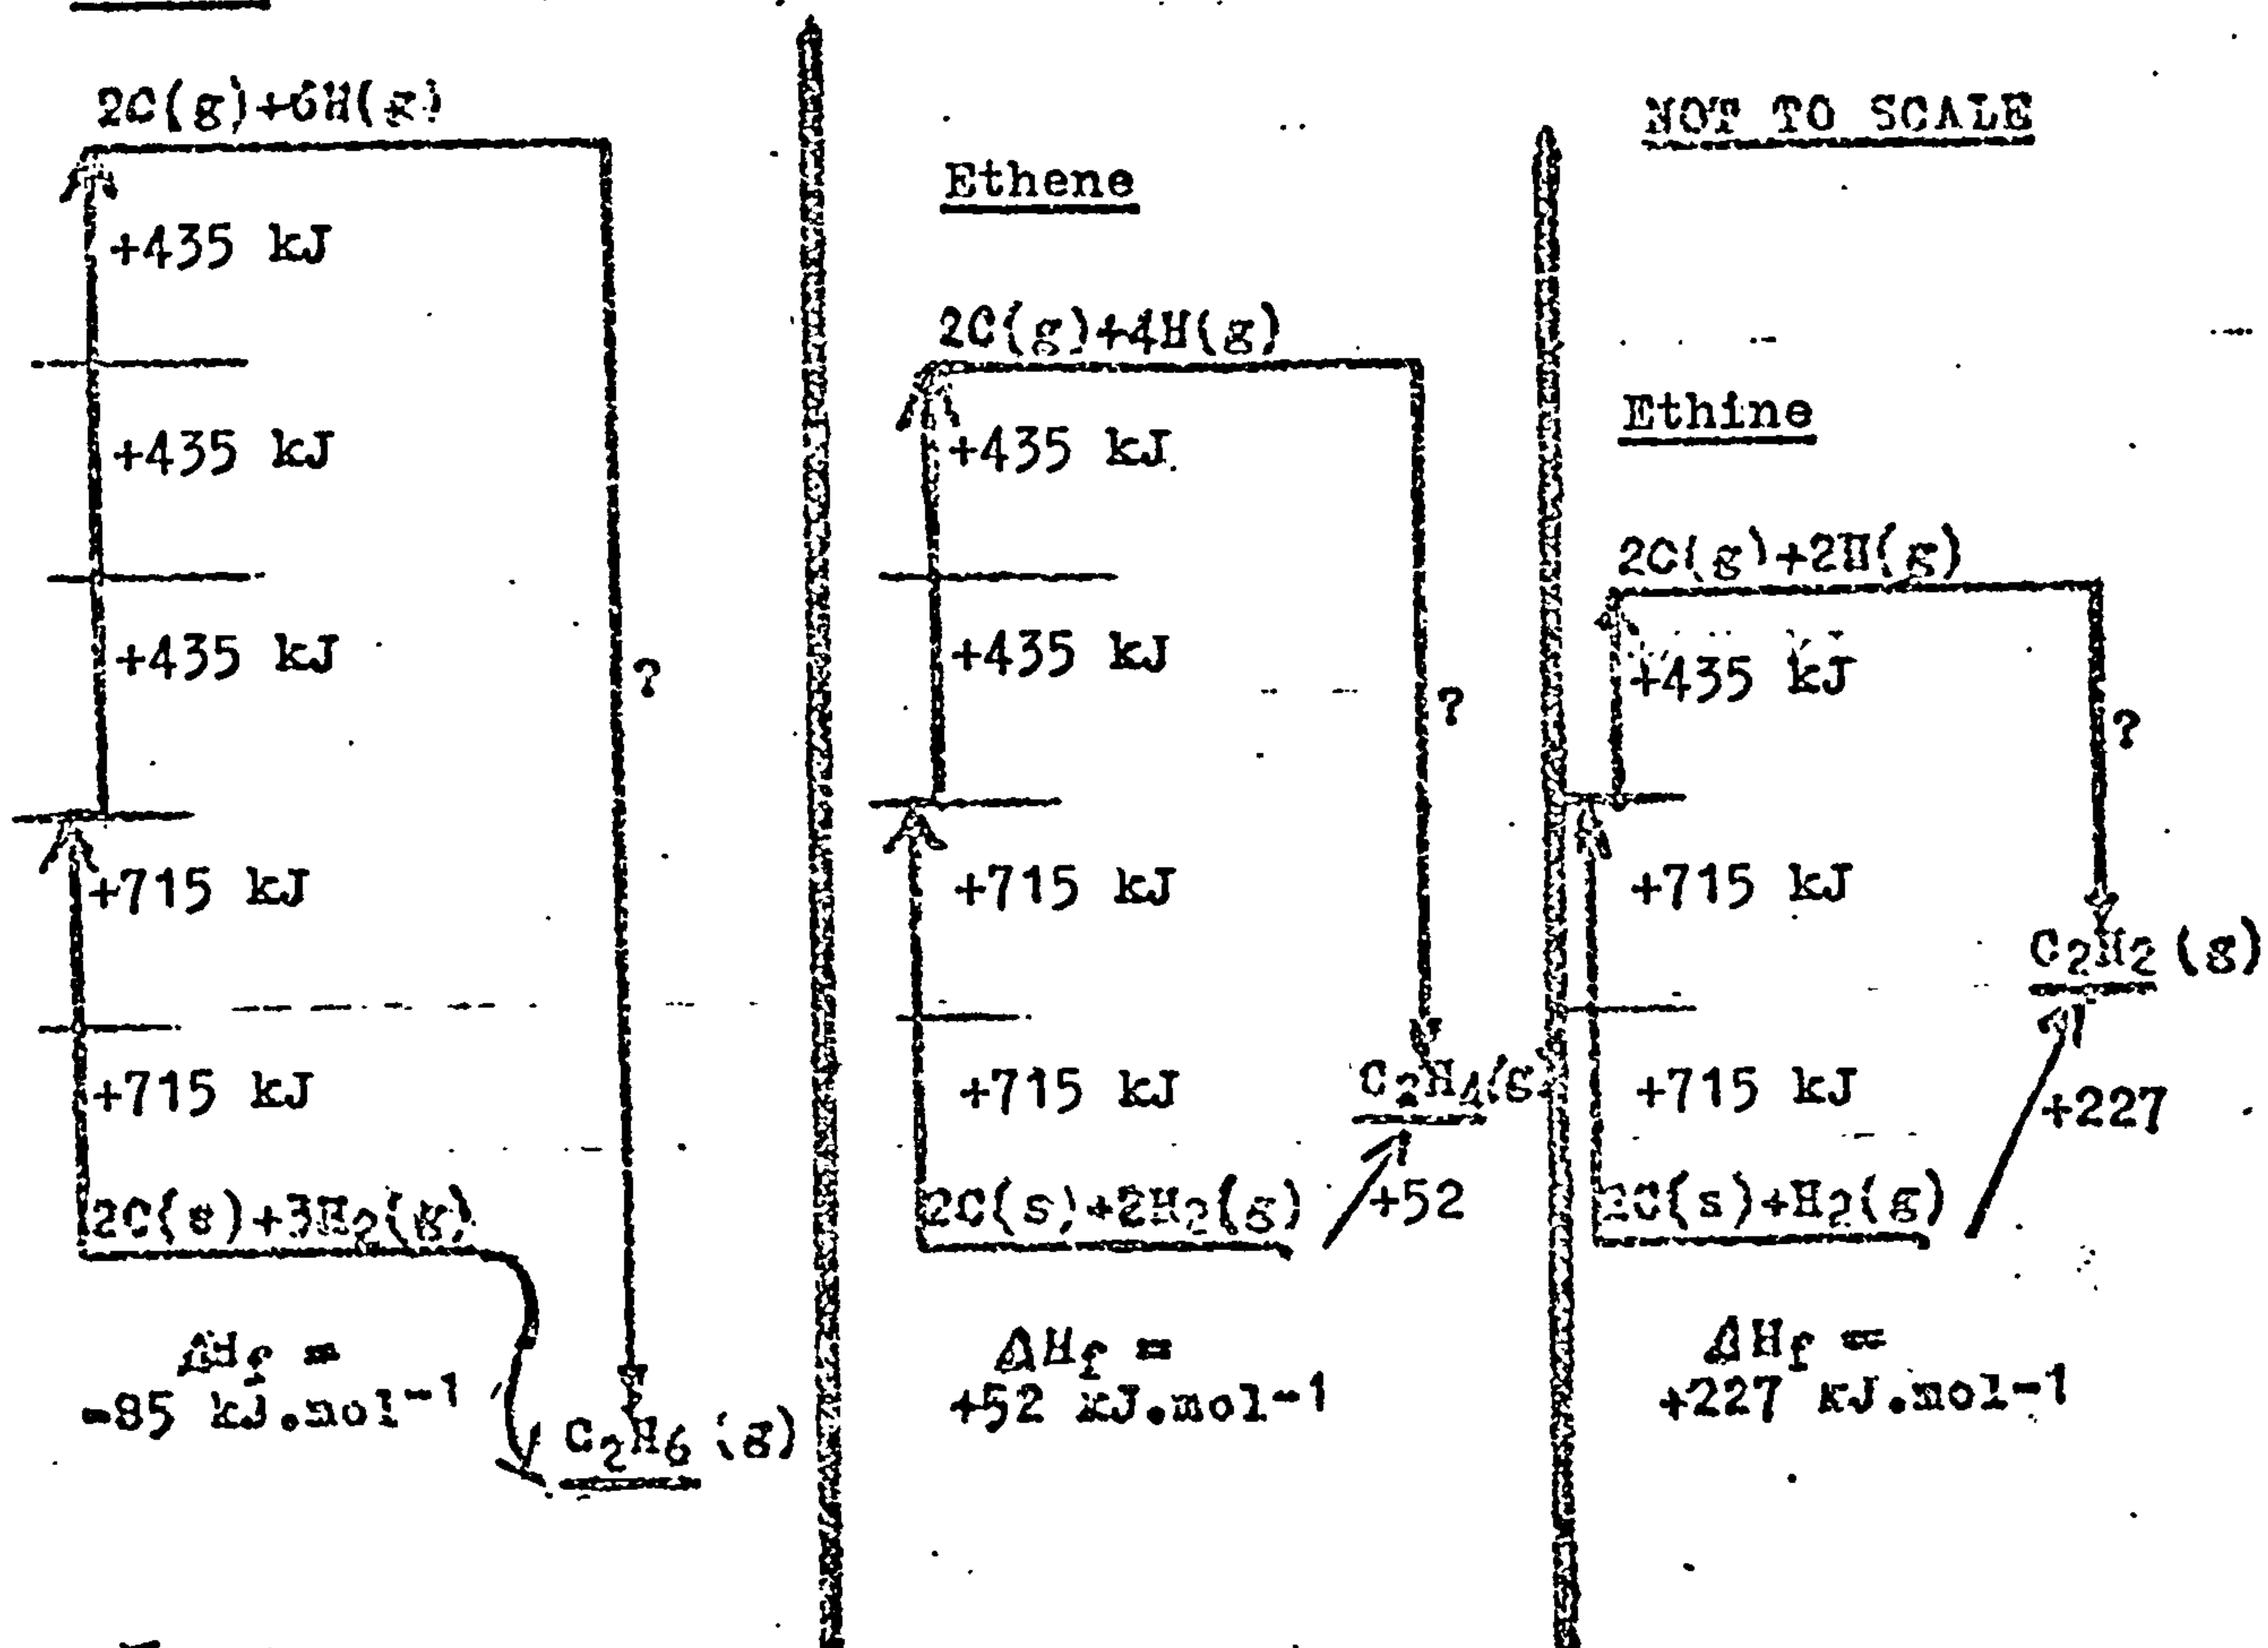 2C(g)+6H(g)
+435 kJ
+435 kJ
+435 kJ
?
+715 kJ
+715 kJ
2C(s)+3H2(g)
ΔHf =
-85 kJ.mol-1
C2H6 (g)
Ethene
2C(g)+4H(g)
+435 kJ
+435 kJ
?
+715 kJ
+715 kJ
C2H4(g
2C(s)+2H2(g)
+52
ΔHf =
+52 kJ.mol-1
NOT TO SCALE
Ethine
2C(g)+2H(g)
+435 kJ
?
+715 kJ
C2H2 (g)
+715 kJ
+227
2C(s)+H2(g)
ΔHf =
+227 kJ.mol-1